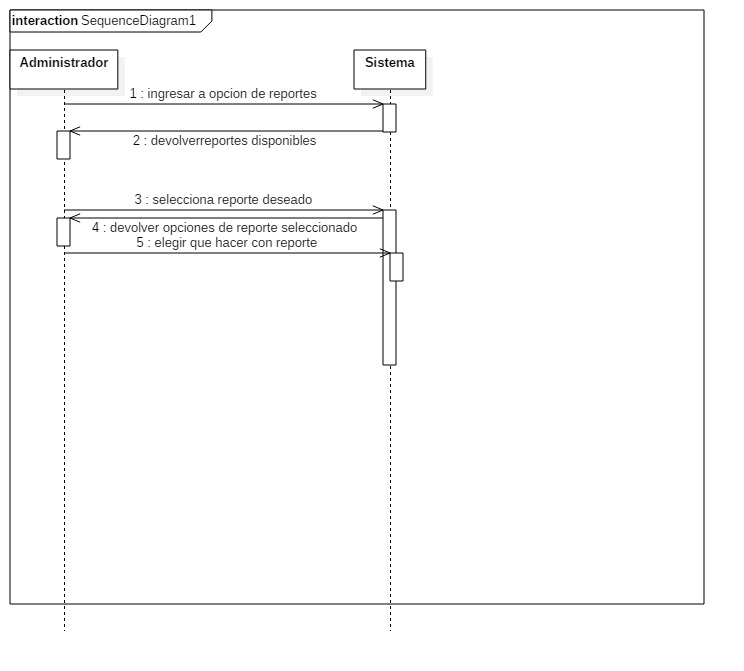 interaction SequenceDiagram1
Administrador
Sistema
1 : ingresar a opcion de reportes
2 : devolverreportes disponibles
3 : selecciona reporte deseado
4 : devolver opciones de reporte seleccionado
5 : elegir que hacer con reporte